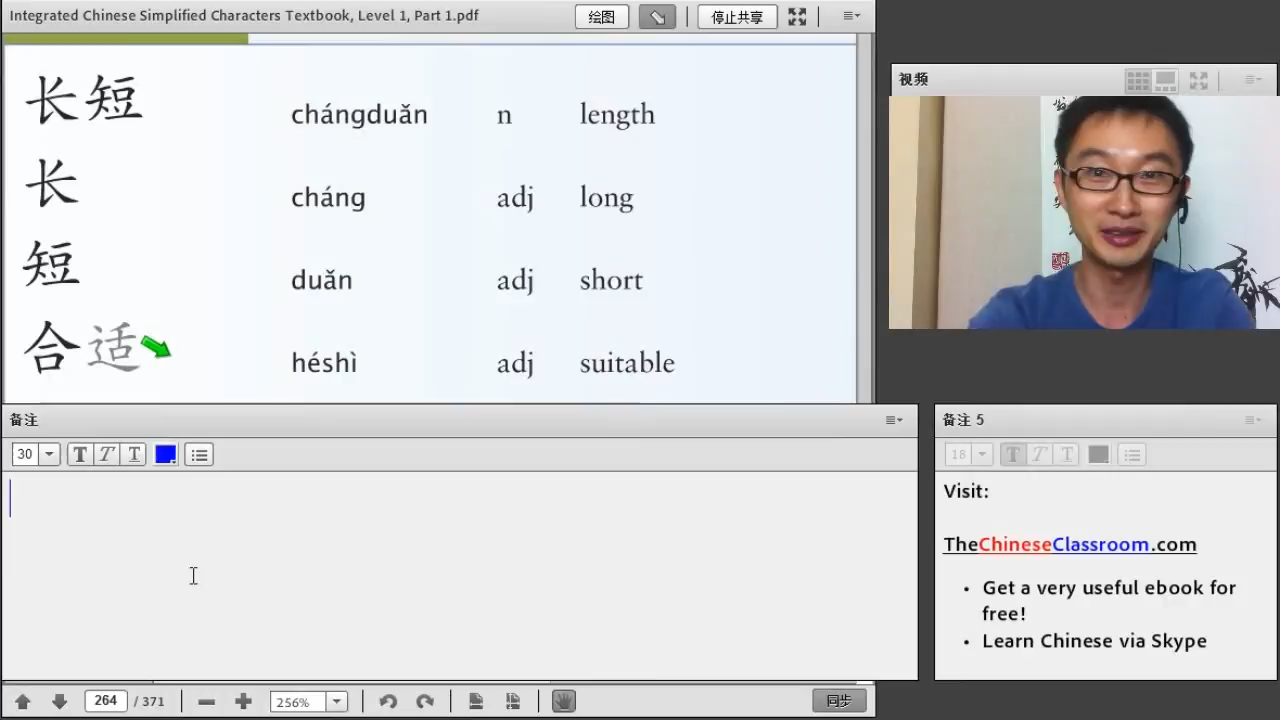 Integrated Chinese Simplified Characters Textbook, Level 1, Part 1.pdf
绘图
停止共享
长短 chángduǎn n length
长 cháng adj long
短 duǎn adj short
合适 héshì adj suitable
视频
备注
30
T T T
264 / 371
256%
同步
备注 5
18
T T T
Visit:
TheChineseClassroom.com
• Get a very useful ebook for
free!
• Learn Chinese via Skype